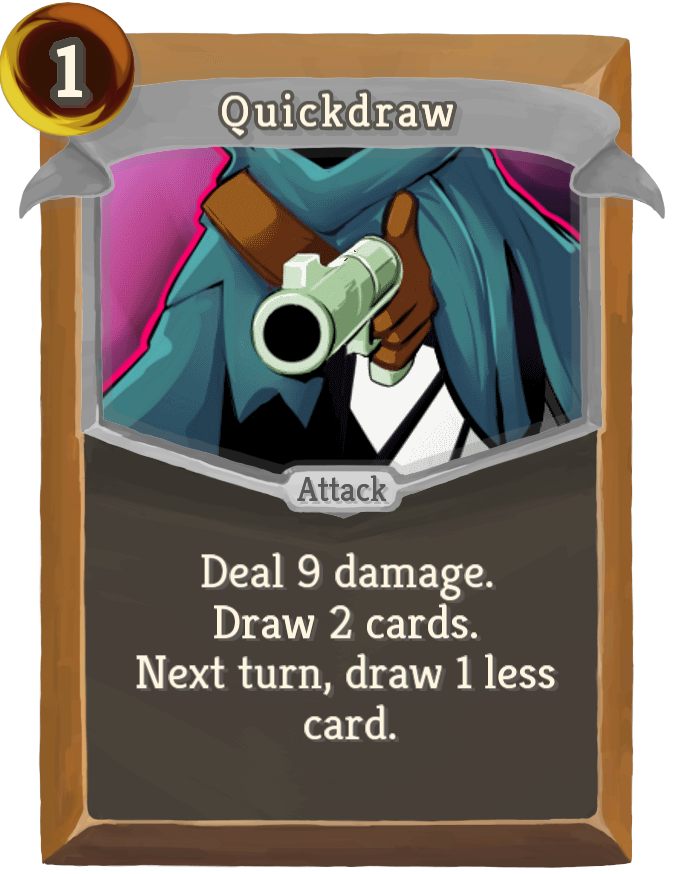 1
Quickdraw
Attack
Deal 9 damage.
Draw 2 cards.
Next turn, draw 1 less
card.